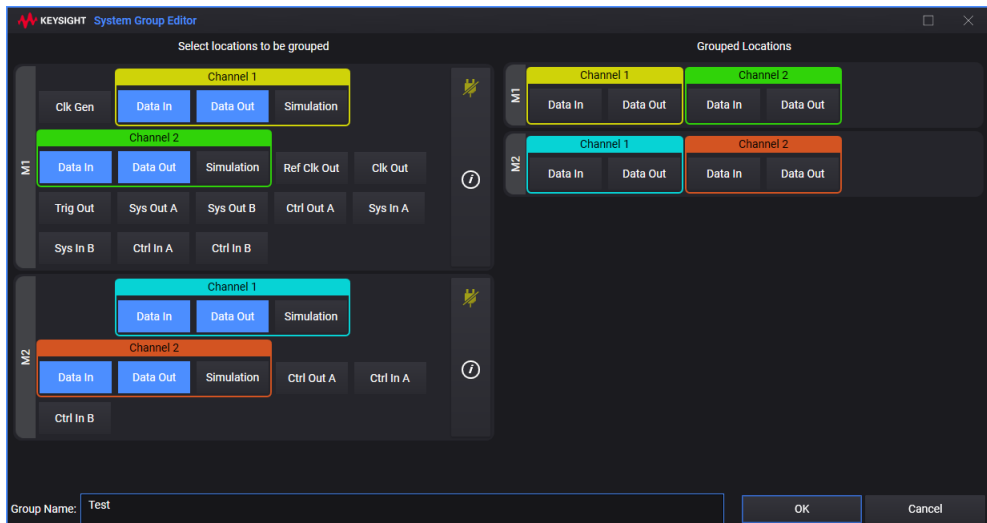 KEYSIGHT System Group Editor
Select locations to be grouped
Grouped Locations
M1
Channel 1
Clk Gen Data In Data Out Simulation
Channel 2
Data In Data Out Simulation Ref Clk Out Clk Out
Trig Out Sys Out A Sys Out B Ctrl Out A Sys In A
Sys In B Ctrl In A Ctrl In B
M2
Channel 1
Data In Data Out Simulation
Channel 2
Data In Data Out Simulation Ctrl Out A Ctrl In A
Ctrl In B
M1
Channel 1 Channel 2
Data In Data Out Data In Data Out
M2
Channel 1 Channel 2
Data In Data Out Data In Data Out
Group Name: Test
OK Cancel